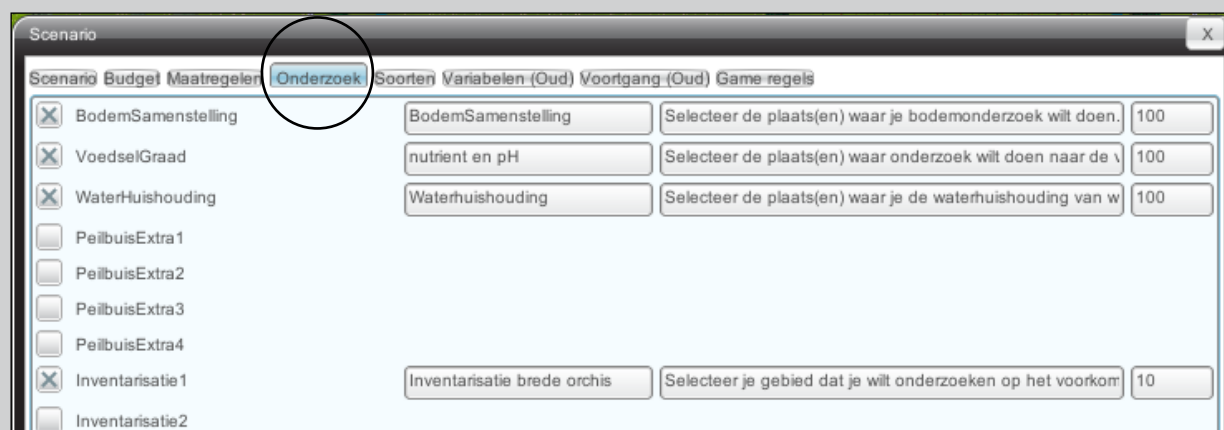 Scenario X
Scenario Budget Maatregelen Onderzoek Soorten Variabelen (Oud) Voortgang (Oud) Game regels
BodemSamenstelling BodemSamenstelling Selecteer de plaats(en) waar je bodemonderzoek wilt doen. 100
VoedselGraad nutrient en pH Selecteer de plaats(en) waar onderzoek wilt doen naar de 100
WaterHuishouding Waterhuishouding Selecteer de plaats(en) waar je de waterhuishouding van w 100
PeilbuisExtra1
PeilbuisExtra2
PeilbuisExtra3
PeilbuisExtra4
Inventarisatie1 Inventarisatie brede orchis Selecteer je gebied dat je wilt onderzoeken op het voorkom 10
Inventarisatie2